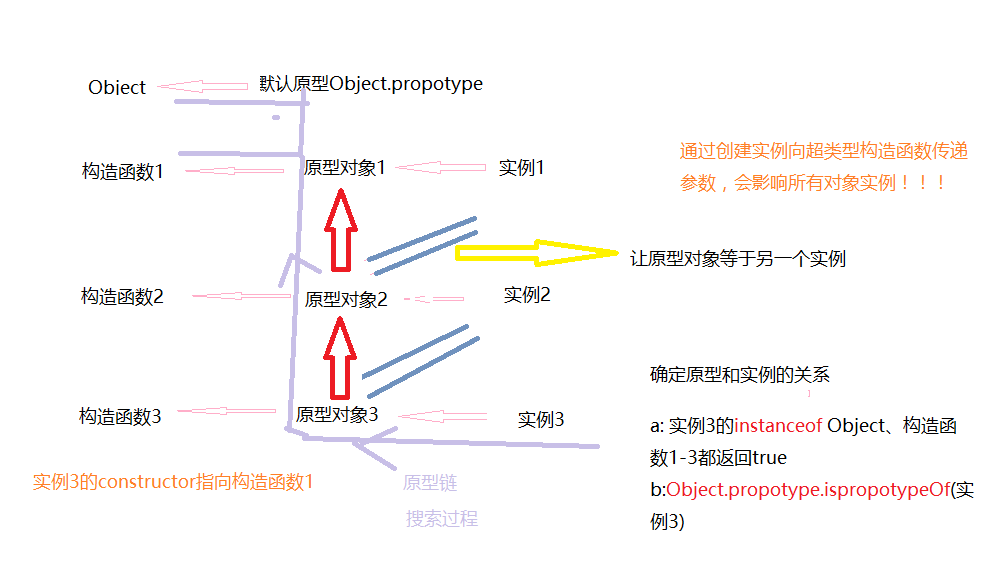 Object
默认原型Object.propotype
构造函数1
原型对象1
实例1
通过创建实例向超类型构造函数传递
参数，会影响所有对象实例！！！
让原型对象等于另一个实例
构造函数2
原型对象2
实例2
确定原型和实例的关系
构造函数3
原型对象3
实例3
a: 实例3的instanceof Object、构造函
数1-3都返回true
b:Object.propotype.ispropotypeOf(实
例3)
实例3的constructor指向构造函数1
原型链
搜索过程